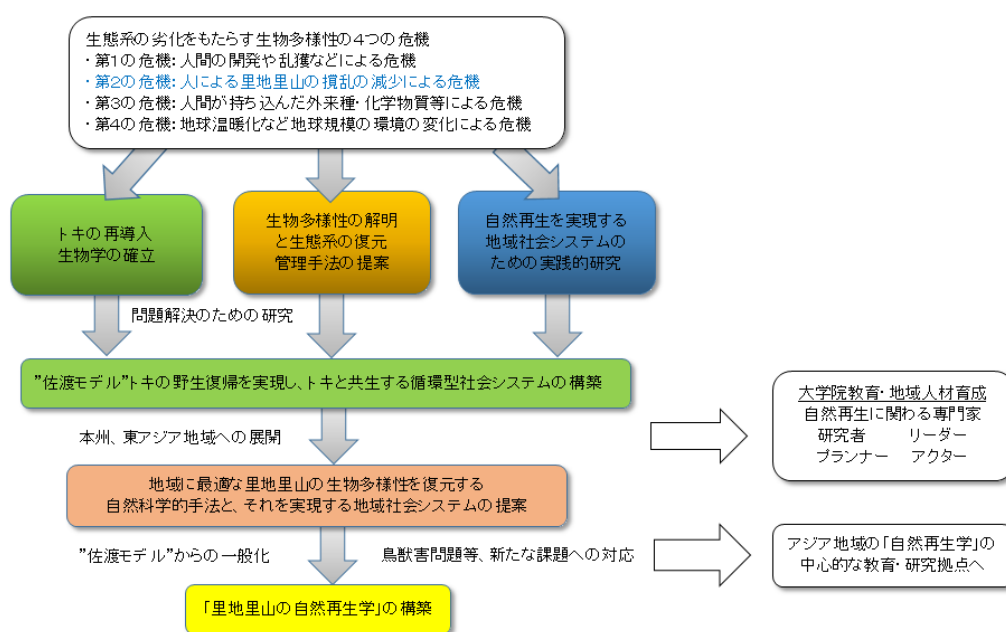 生態系の劣化をもたらす生物多様性の4つの危機
・第1の危機:人間の開発や乱獲などによる危機
・第2の危機:人による里地里山の撹乱の減少による危機
・第3の危機:人間が持ち込んだ外来種・化学物質等による危機
・第4の危機:地球温暖化など地球規模の環境の変化による危機
トキの再導入
生物学の確立
生物多様性の解明
と生態系の復元
管理手法の提案
自然再生を実現する
地域社会システムの
ための実践的研究
問題解決のための研究
”佐渡モデル”トキの野生復帰を実現し、トキと共生する循環型社会システムの構築
本州、東アジア地域への展開
大学院教育・地域人材育成
自然再生に関わる専門家
研究者 リーダー
プランナー アクター
地域に最適な里地里山の生物多様性を復元する
自然科学的手法と、それを実現する地域社会システムの提案
”佐渡モデル”からの一般化
鳥獣害問題等、新たな課題への対応
アジア地域の「自然再生学」の
中心的な教育・研究拠点へ
「里地里山の自然再生学」の構築